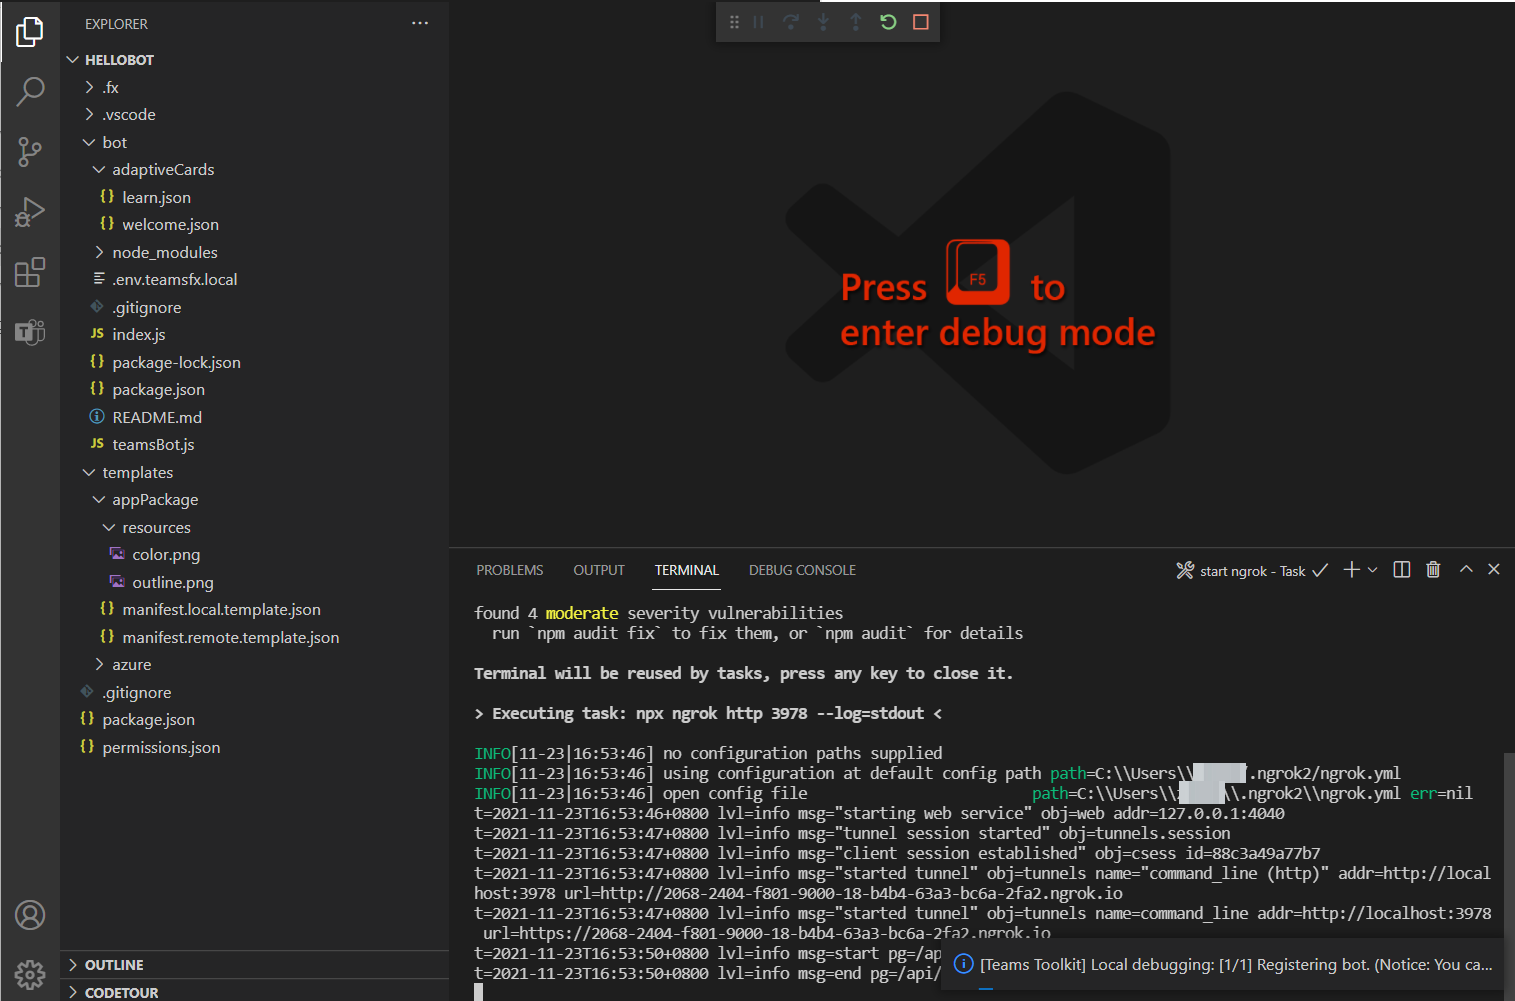 EXPLORER
HELLOBOT
.fx
.vscode
bot
adaptiveCards
{} learn.json
{} welcome.json
node_modules
.env.teamsfx.local
.gitignore
JS index.js
{} package-lock.json
{} package.json
README.md
JS teamsBot.js
templates
appPackage
resources
color.png
outline.png
{} manifest.local.template.json
{} manifest.remote.template.json
azure
.gitignore
{} package.json
{} permissions.json
OUTLINE
CODETOUR
Press F5 to
enter debug mode
PROBLEMS OUTPUT TERMINAL DEBUG CONSOLE
start ngrok - Task
found 4 moderate severity vulnerabilities
run `npm audit fix` to fix them, or `npm audit` for details
Terminal will be reused by tasks, press any key to close it.
> Executing task: npx ngrok http 3978 --log=stdout <
INFO[11-23|16:53:46] no configuration paths supplied
INFO[11-23|16:53:46] using configuration at default config path path=C:\\Users\\ .ngrok2/ngrok.yml
INFO[11-23|16:53:46] open config file path=C:\\Users\\ \\.ngrok2\\ngrok.yml err=nil
t=2021-11-23T16:53:46+0800 lvl=info msg="starting web service" obj=web addr=127.0.0.1:4040
t=2021-11-23T16:53:47+0800 lvl=info msg="tunnel session started" obj=tunnels.session
t=2021-11-23T16:53:47+0800 lvl=info msg="client session established" obj=csess id=88c3a49a77b7
t=2021-11-23T16:53:47+0800 lvl=info msg="started tunnel" obj=tunnels name="command_line (http)" addr=http://local
host:3978 url=http://2068-2404-f801-9000-18-b4b4-63a3-bc6a-2fa2.ngrok.io
t=2021-11-23T16:53:47+0800 lvl=info msg="started tunnel" obj=tunnels name=command_line addr=http://localhost:3978
url=https://2068-2404-f801-9000-18-b4b4-63a3-bc6a-2fa2.ngrok.io
t=2021-11-23T16:53:50+0800 lvl=info msg=start pg=/ap
t=2021-11-23T16:53:50+0800 lvl=info msg=end pg=/api/
[Teams Toolkit] Local debugging: [1/1] Registering bot. (Notice: You ca...